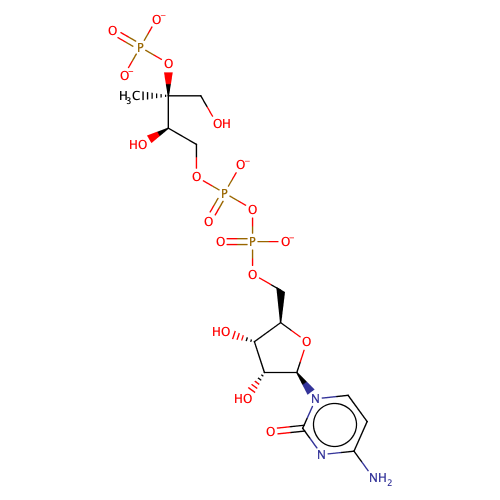 O⁻
O P
O⁻ O
H₃C
OH
HO
O O⁻
P
O O
O P O⁻
O
HO O
HO N
O N
NH₂